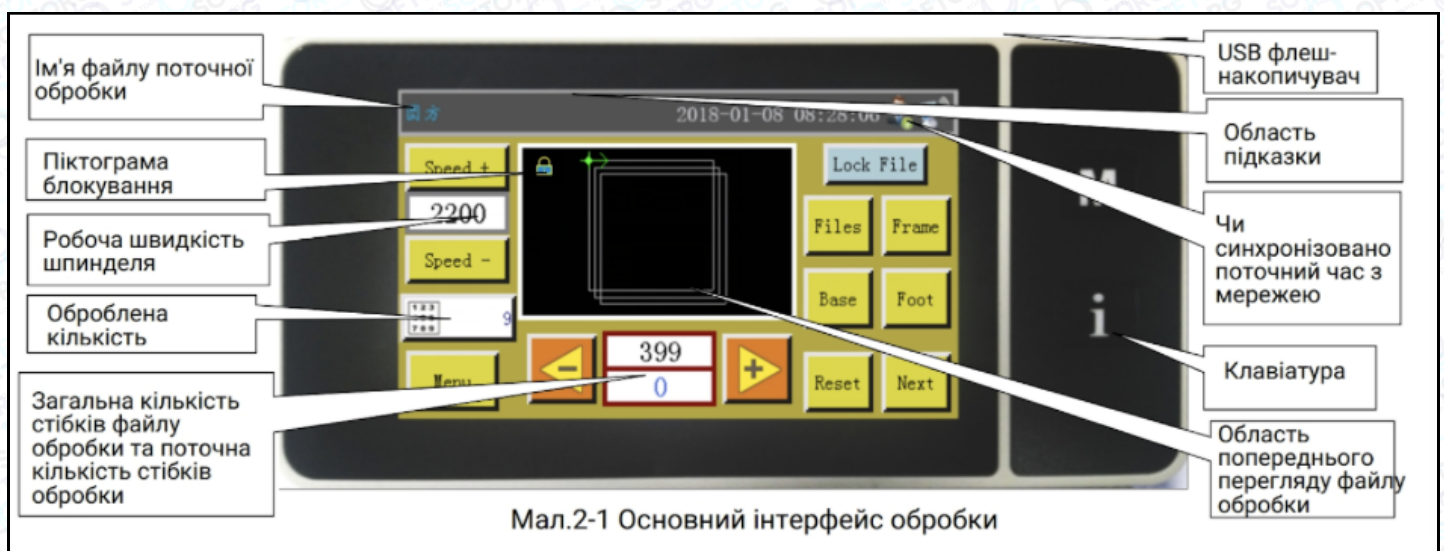 Ім'я файлу поточної
обробки
Піктограма
блокування
Робоча швидкість
шпинделя
Оброблена
кількість
Загальна кількість
стібків файлу
обробки та поточна
кількість стібків
обробки
2018-01-08 08:28:06
Speed +
2200
Speed -
9
Menu
399
0
Lock File
Files
Frame
Base
Foot
Reset
Next
M
i
USB флеш-
накопичувач
Область
підказки
Чи
синхронізовано
поточний час з
мережею
Клавіатура
Область
попереднього
перегляду файлу
обробки
Мал.2-1 Основний інтерфейс обробки